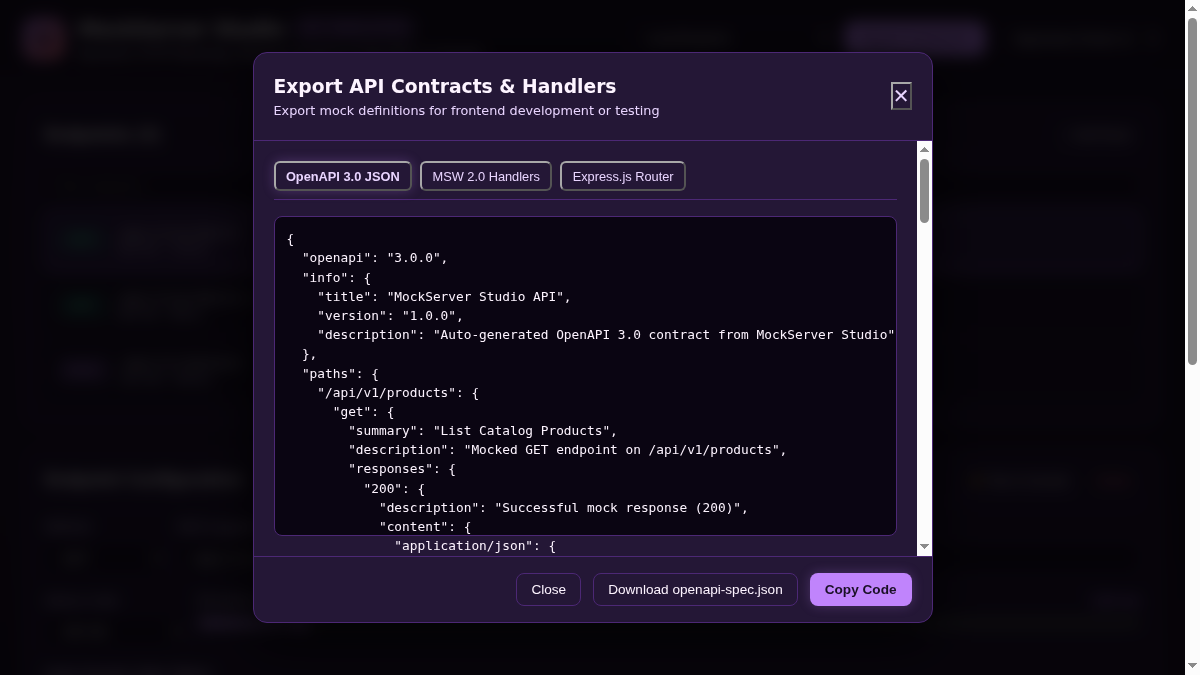 Export API Contracts & Handlers
Export mock definitions for frontend development or testing
✕
OpenAPI 3.0 JSON
MSW 2.0 Handlers
Express.js Router
{
"openapi": "3.0.0",
"info": {
"title": "MockServer Studio API",
"version": "1.0.0",
"description": "Auto-generated OpenAPI 3.0 contract from MockServer Studio"
},
"paths": {
"/api/v1/products": {
"get": {
"summary": "List Catalog Products",
"description": "Mocked GET endpoint on /api/v1/products",
"responses": {
"200": {
"description": "Successful mock response (200)",
"content": {
"application/json": {
Close
Download openapi-spec.json
Copy Code